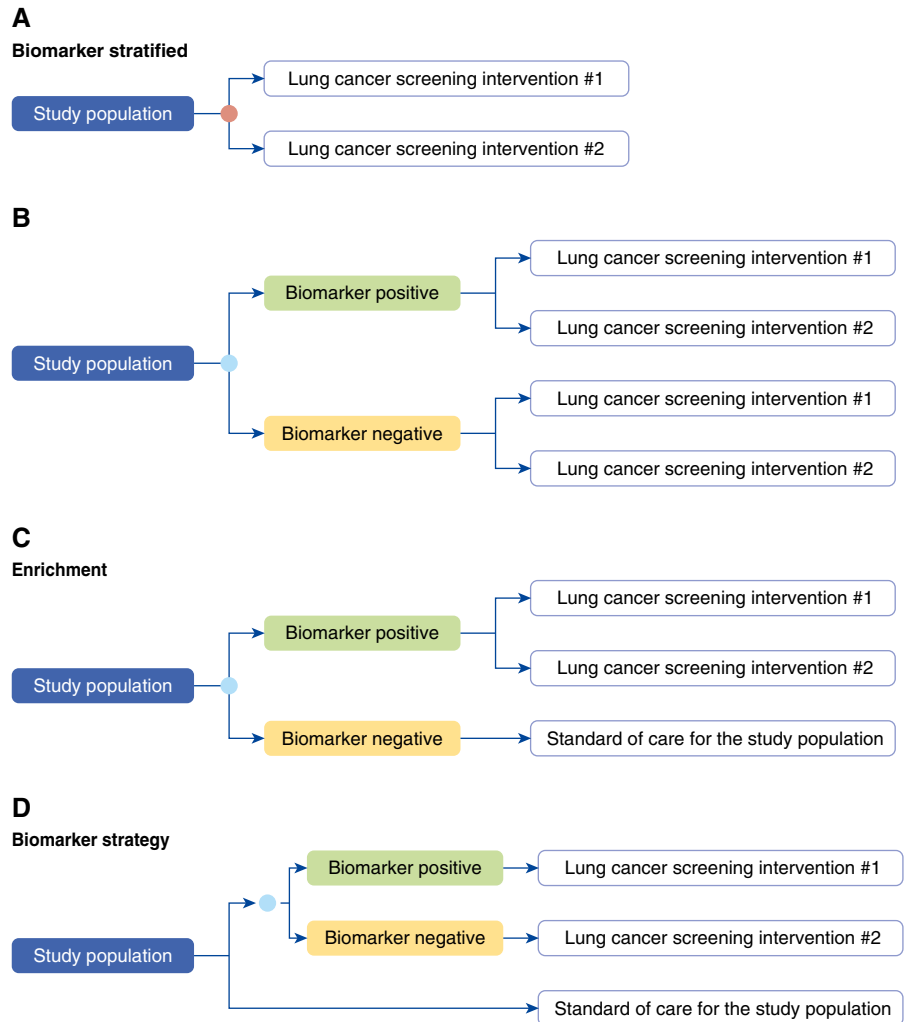 A
Biomarker stratified
Lung cancer screening intervention #1
Study population
Lung cancer screening intervention #2
B
Lung cancer screening intervention #1
Biomarker positive
Lung cancer screening intervention #2
Study population
Lung cancer screening intervention #1
Biomarker negative
Lung cancer screening intervention #2
C
Enrichment
Lung cancer screening intervention #1
Biomarker positive
Lung cancer screening intervention #2
Study population
Biomarker negative
Standard of care for the study population
D
Biomarker strategy
Biomarker positive
Lung cancer screening intervention #1
Biomarker negative
Lung cancer screening intervention #2
Study population
Standard of care for the study population